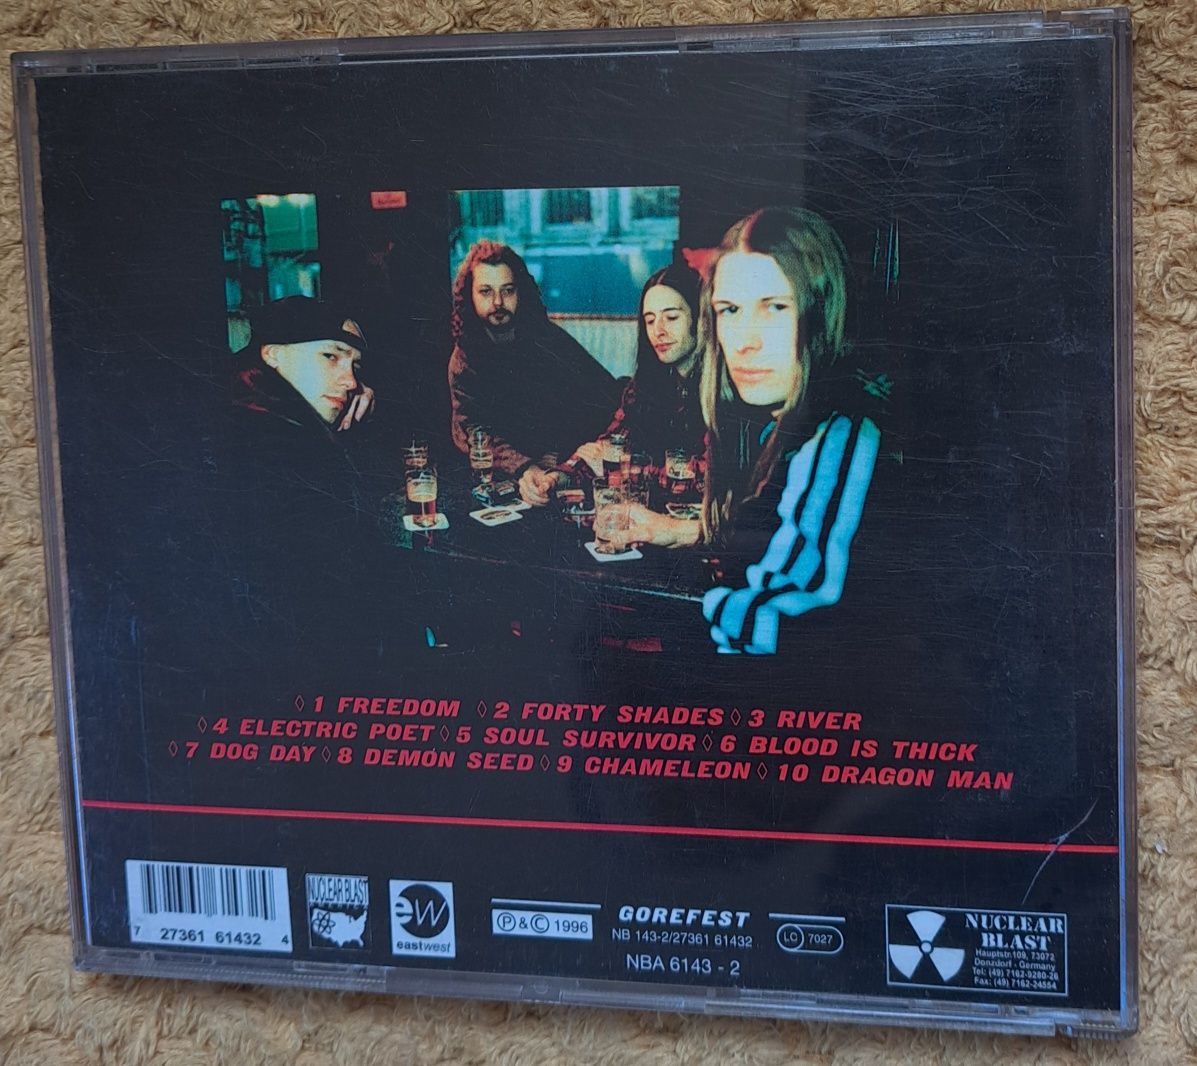 ◊ 1 FREEDOM ◊ 2 FORTY SHADES ◊ 3 RIVER
◊ 4 ELECTRIC POET ◊ 5 SOUL SURVIVOR ◊ 6 BLOOD IS THICK
◊ 7 DOG DAY ◊ 8 DEMON SEED ◊ 9 CHAMELEON ◊ 10 DRAGON MAN
7 27361 61432 4
NUCLEAR BLAST
ew
eastwest
Ⓟ & © 1996
GOREFEST
NB 143-2/27361 61432
NBA 6143 - 2
LC 7027
NUCLEAR
BLAST
Hauptstr.109, 73072
Donzdorf - Germany
Tel: (49) 7162-9280-26
Fax: (49) 7162-24554